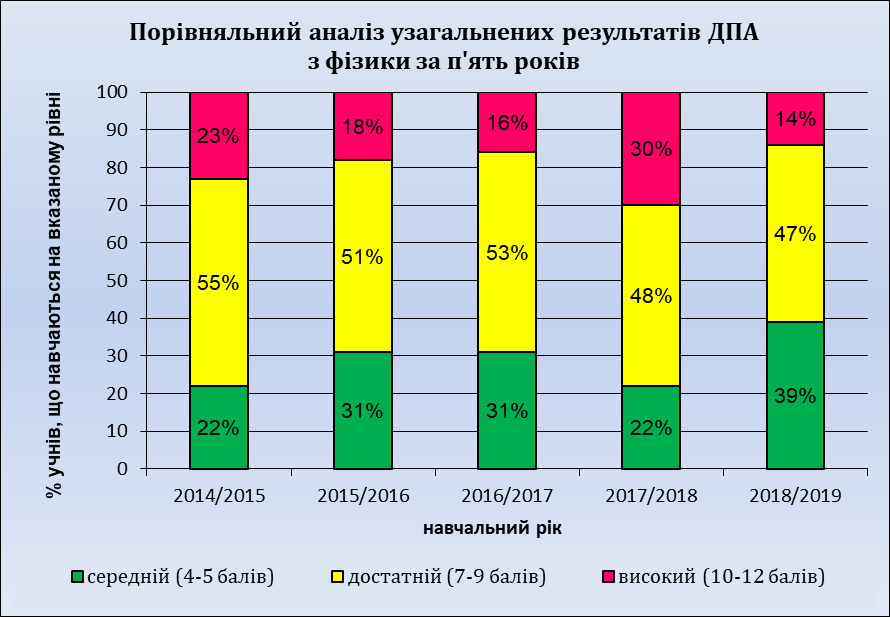 Порівняльний аналіз узагальнених результатів ДПА
з фізики за п'ять років
% учнів, що навчаються на вказаному рівні
100
90
80
70
60
50
40
30
20
10
0
23% 18% 16% 30% 14%
55% 51% 53% 48% 47%
22% 31% 31% 22% 39%
2014/2015 2015/2016 2016/2017 2017/2018 2018/2019
навчальний рік
середній (4-5 балів) достатній (7-9 балів) високий (10-12 балів)